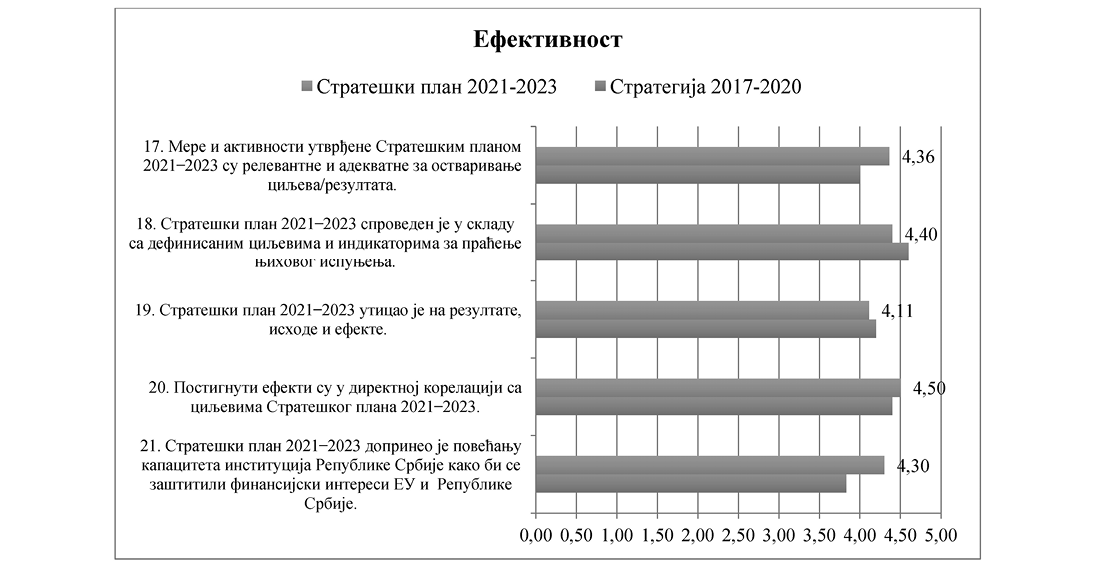 Ефективност
Стратешки план 2021-2023 Стратегија 2017-2020
17. Мере и активности утврђене Стратешким планом
2021–2023 су релевантне и адекватне за остваривање
циљева/резултата.
4,36
18. Стратешки план 2021–2023 спроведен је у складу
са дефинисаним циљевима и индикаторима за праћење
њиховог испуњења.
4,40
19. Стратешки план 2021–2023 утицао је на резултате,
исходе и ефекте.
4,11
20. Постигнути ефекти су у директној корелацији са
циљевима Стратешког плана 2021–2023.
4,50
21. Стратешки план 2021–2023 допринео је повећању
капацитета институција Републике Србије како би се
заштитили финансијски интереси ЕУ и Републике
Србије.
4,30
0,00 0,50 1,00 1,50 2,00 2,50 3,00 3,50 4,00 4,50 5,00